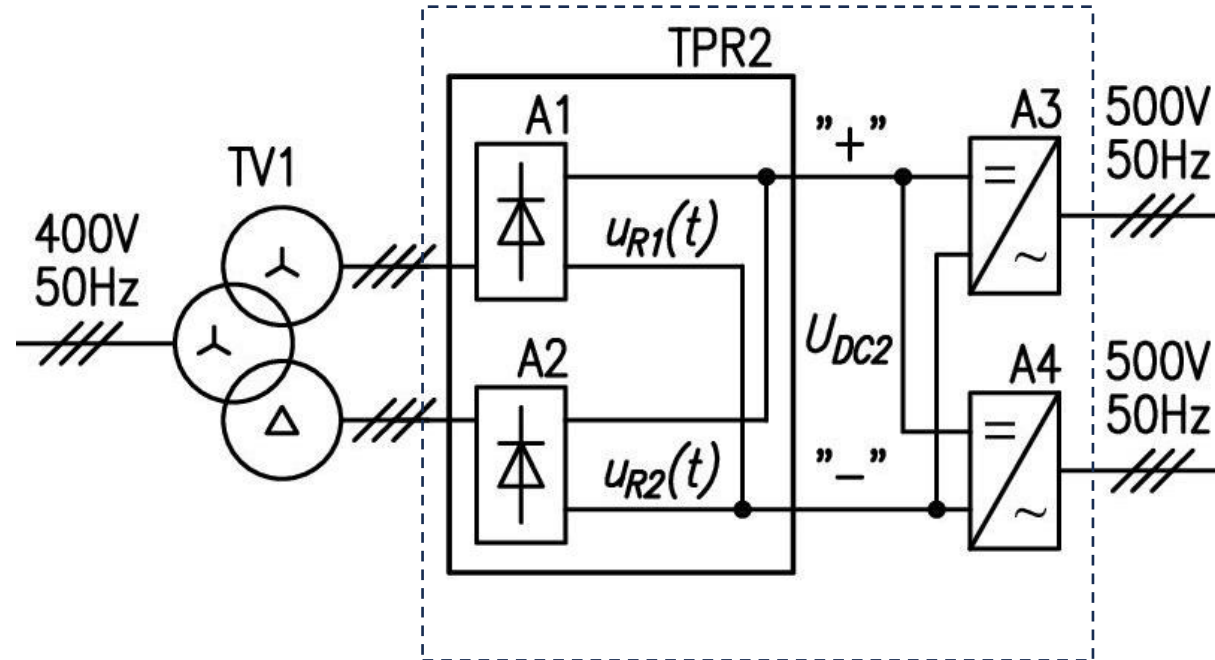 TPR2
A1
TV1
400V
50Hz
"+"
u_R1(t)
A3
=
~
500V
50Hz
A2
U_DC2
A4
=
~
500V
50Hz
u_R2(t)
"–"